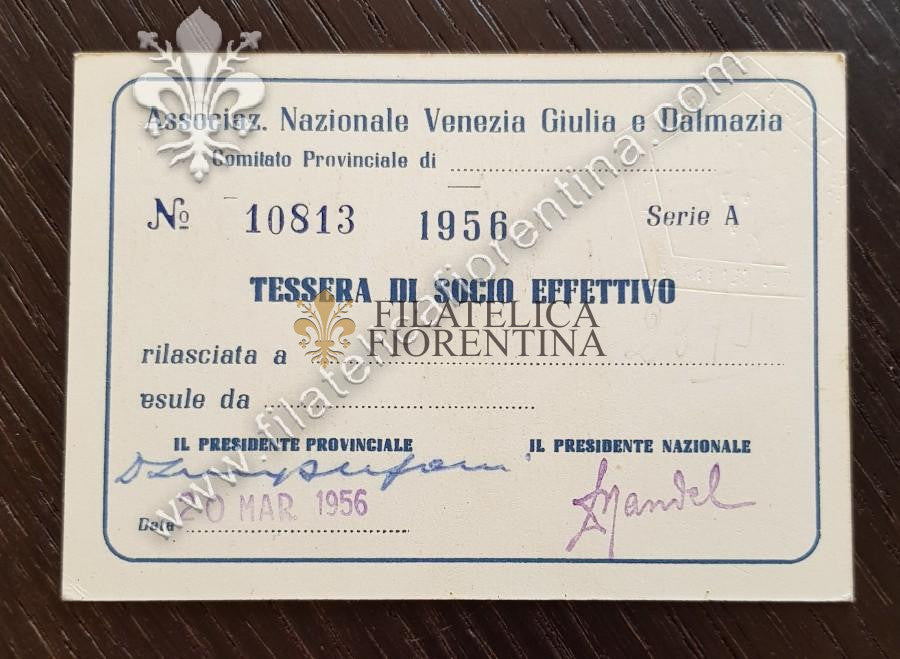 Associaz. Nazionale Venezia Giulia e Dalmazia
Comitato Provinciale di
No 10813 1956 Serie A
TESSERA DI SOCIO EFFETTIVO
FILATELICA
FIORENTINA
rilasciata a
esule da
IL PRESIDENTE PROVINCIALE IL PRESIDENTE NAZIONALE
20 MAR. 1956
Data
www.filatelicafiorentina.com